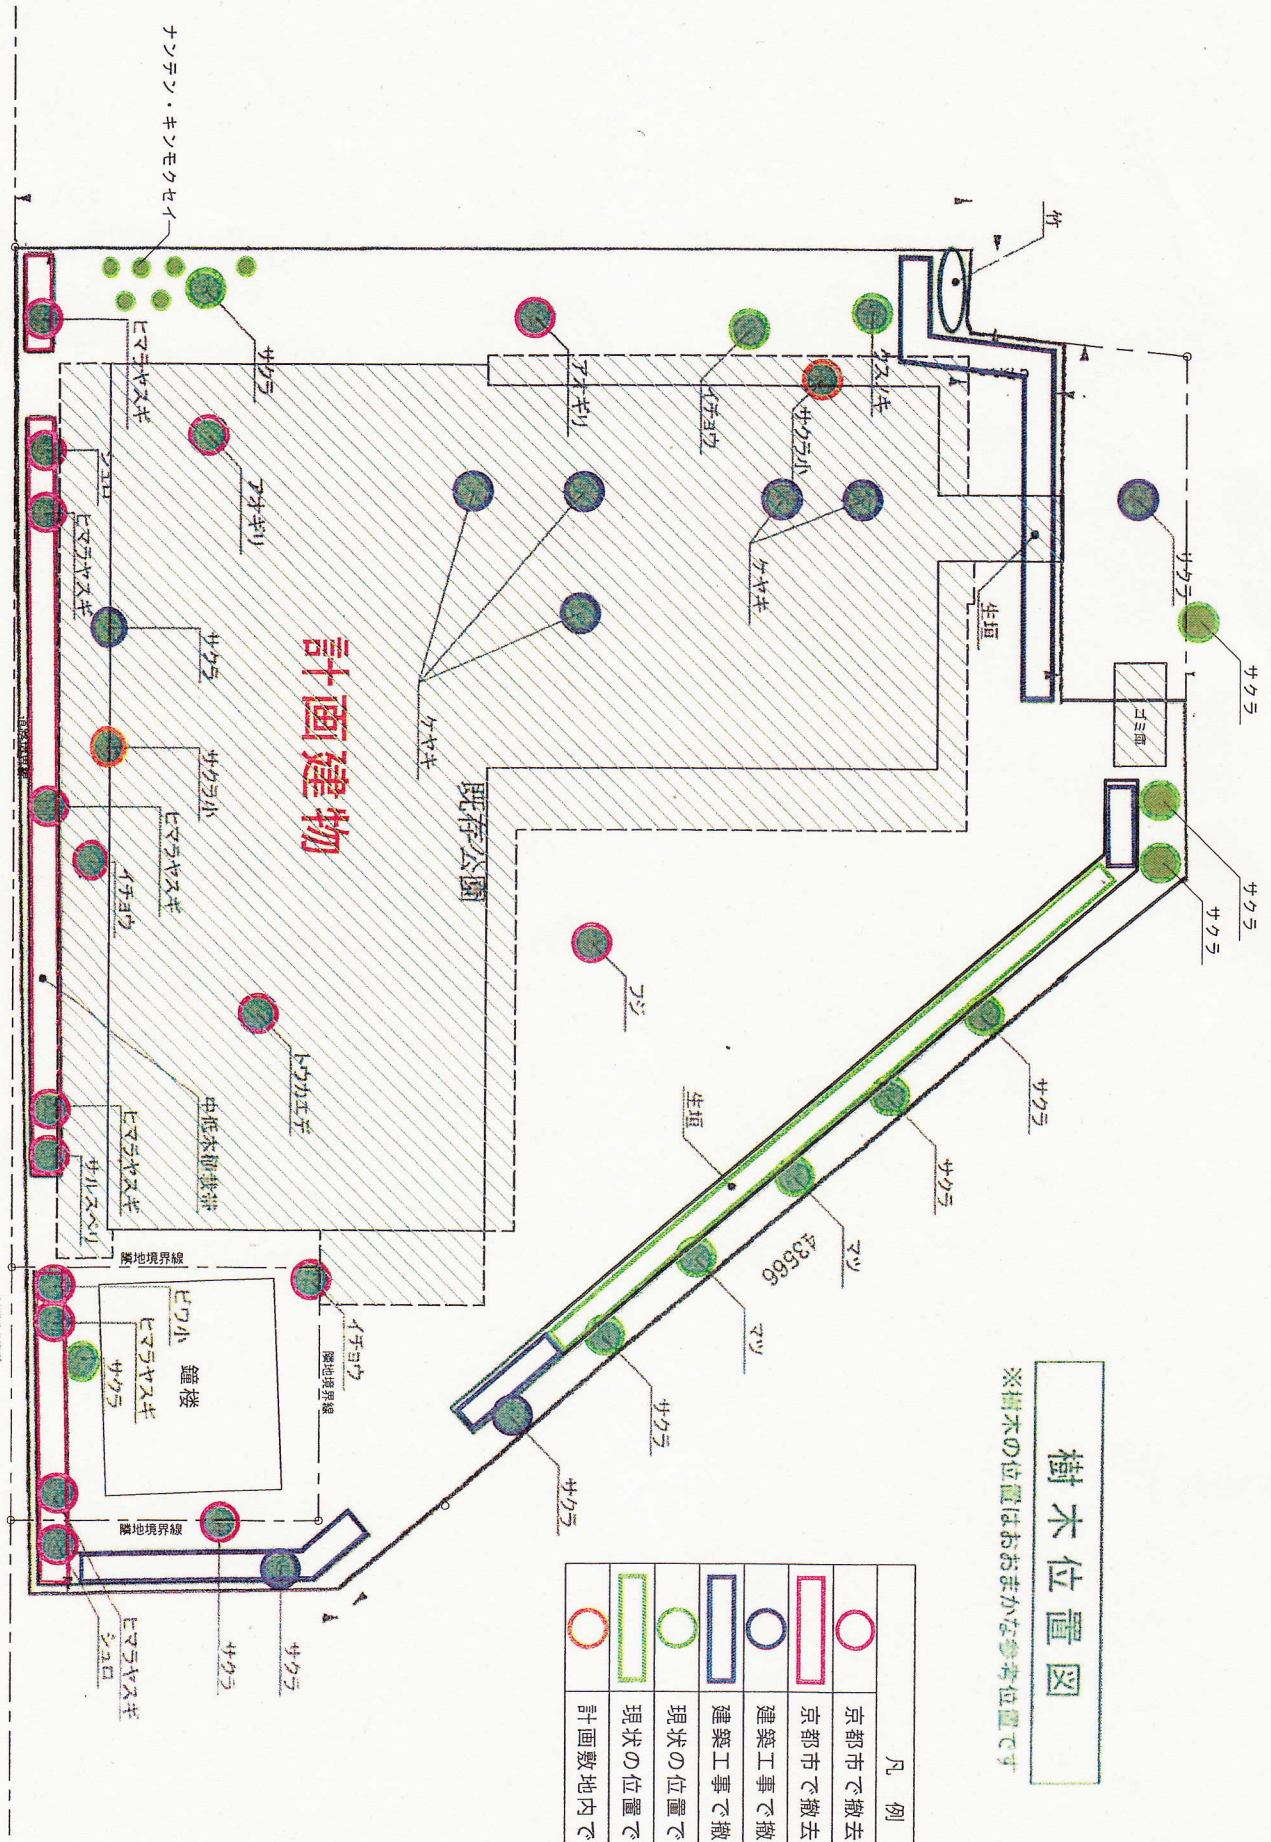 樹木位置図
※樹木の位置はおおまかな参考位置です
凡例
京都市で撤去
京都市で撤去
建築工事で撤
建築工事で撤
現状の位置で
現状の位置で
計画敷地内で
竹
サクラ
サクラ
ゴミ庫
サクラ
サクラ
生垣
クスノキ
サクラ小
イチョウ
ケヤキ
アオギリ
ケヤキ
サクラ
アオギリ
ナンテン・キンモクセイ
ヒマラヤスギ
シュロ
ヒマラヤスギ
サクラ
サクラ小
ヒマラヤスギ
イチョウ
計画建物
既存公園
フジ
トウカエデ
中低木植栽帯
ヒマラヤスギ
サルスベリ
生垣
サクラ
サクラ
マツ
43566
マツ
サクラ
サクラ
隣地境界線
隣地境界線
隣地境界線
イチョウ
ビワ小
ヒマラヤスギ
サクラ
鐘楼
サクラ
サクラ
ヒマラヤスギ
シュロ